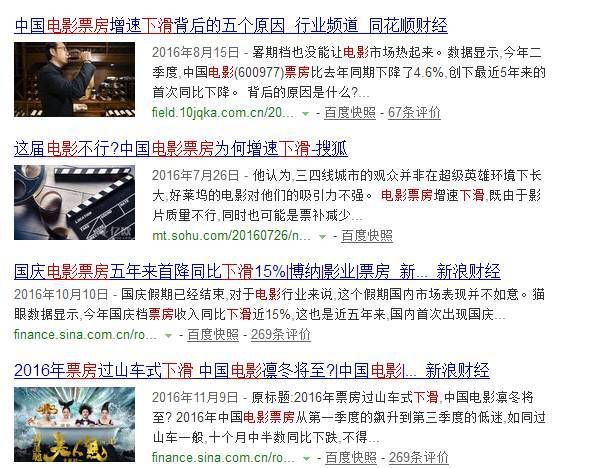 中国电影票房增速下滑背后的五个原因_行业频道_同花顺财经
2016年8月15日 - 暑期档也没能让电影市场热起来。数据显示,今年二
季度,中国电影(600977)票房比去年同期下降了4.6%,创下最近5年来的
首次同比下降。 背后的原因是什么?...
field.10jqka.com.cn/20... - 百度快照 - 67条评价
这届电影不行?中国电影票房为何增速下滑-搜狐
2016年7月26日 - 他认为,三四线城市的观众并非在超级英雄环境下长
大,好莱坞的电影对他们的吸引力不强。 电影票房增速下滑,既由于影
片质量不行,同时也可能是票补减少...
mt.sohu.com/20160726/n... - 百度快照
国庆电影票房五年来首降同比下滑15%|博纳|影业|票房_新..._新浪财经
2016年10月10日 - 国庆假期已经结束,对于电影行业来说,这个假期国内市场表现并不如意。猫
眼数据显示,今年国庆档票房收入同比下滑近15%,这也是近五年来,国内首次出现国庆...
finance.sina.com.cn/ro... - 百度快照 - 269条评价
2016年票房过山车式下滑 中国电影凛冬将至?|中国电影|..._新浪财经
2016年11月9日 - 原标题:2016年票房过山车式下滑,中国电影凛冬将
至? 2016年中国电影票房从第一季度的飙升到第三季度的低迷,如同过
山车一般,十个月中半数同比下跌,不得...
finance.sina.com.cn/ro... - 百度快照 - 269条评价
美人鱼